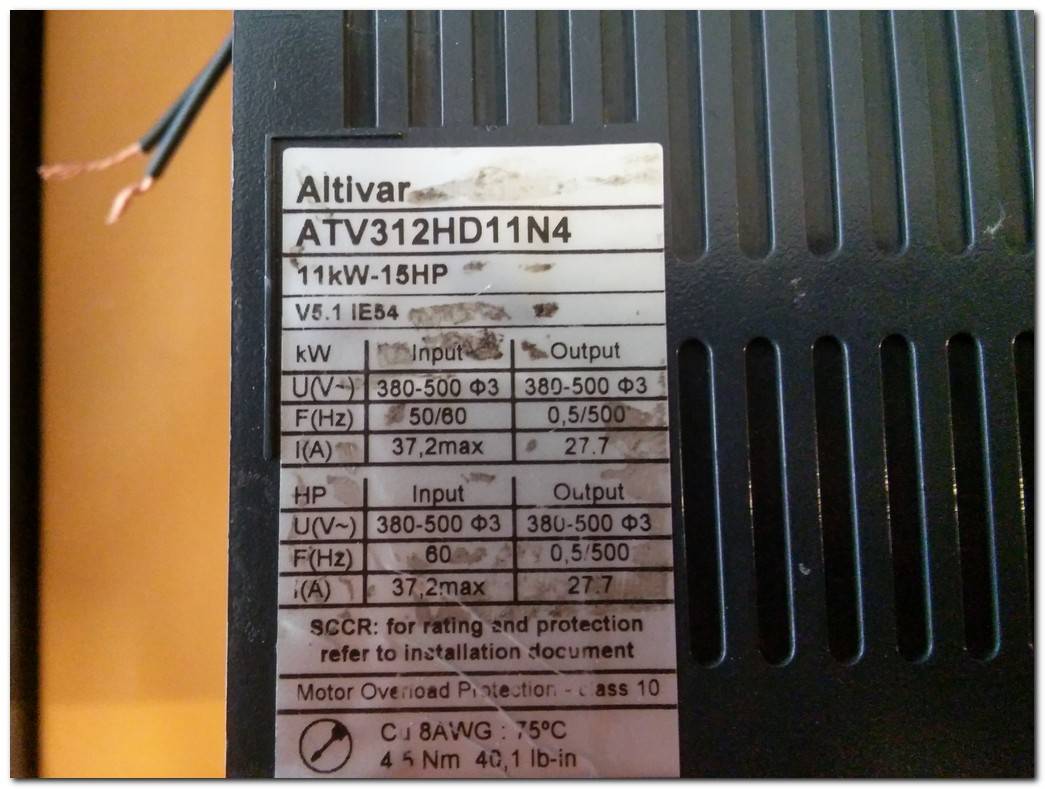 Altivar
ATV312HD11N4
11kW-15HP
V5.1 IE54
kW Input Output
U(V~) 380-500 Φ3 380-500 Φ3
F(Hz) 50/60 0,5/500
I(A) 37,2max 27.7
HP Input Output
U(V~) 380-500 Φ3 380-500 Φ3
F(Hz) 60 0,5/500
I(A) 37,2max 27.7
SCCR: for rating and protection
refer to installation document
Motor Overload Protection - class 10
Cu 8AWG : 75ºC
4.5 Nm 40,1 lb-in